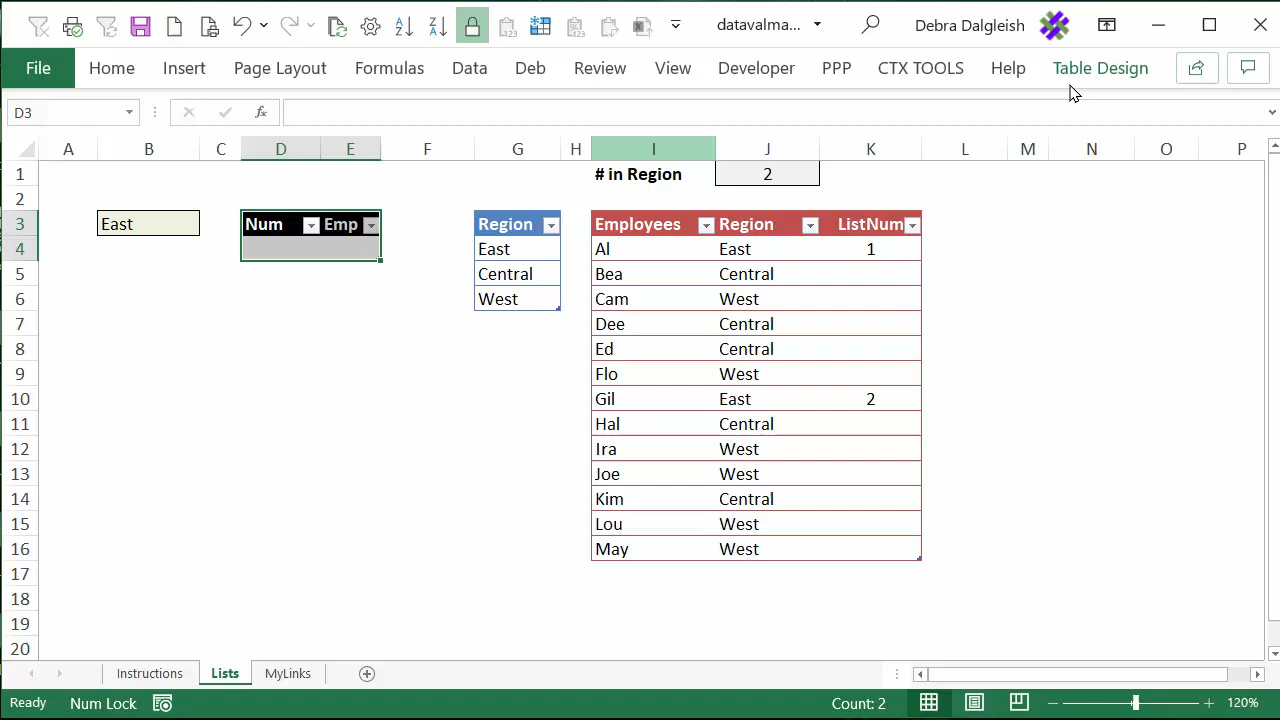 datavalma... Debra Dalgleish
File Home Insert Page Layout Formulas Data Deb Review View Developer PPP CTX TOOLS Help Table Design
D3 fx
A B C D E F G H I J K L M N O P
1 # in Region 2
2
3 East Num Emp Region Employees Region ListNum
4 East Al East 1
5 Central Bea Central
6 West Cam West
7 Dee Central
8 Ed Central
9 Flo West
10 Gil East 2
11 Hal Central
12 Ira West
13 Joe West
14 Kim Central
15 Lou West
16 May West
17
18
19
20
Instructions Lists MyLinks
Ready Num Lock Count: 2 120%